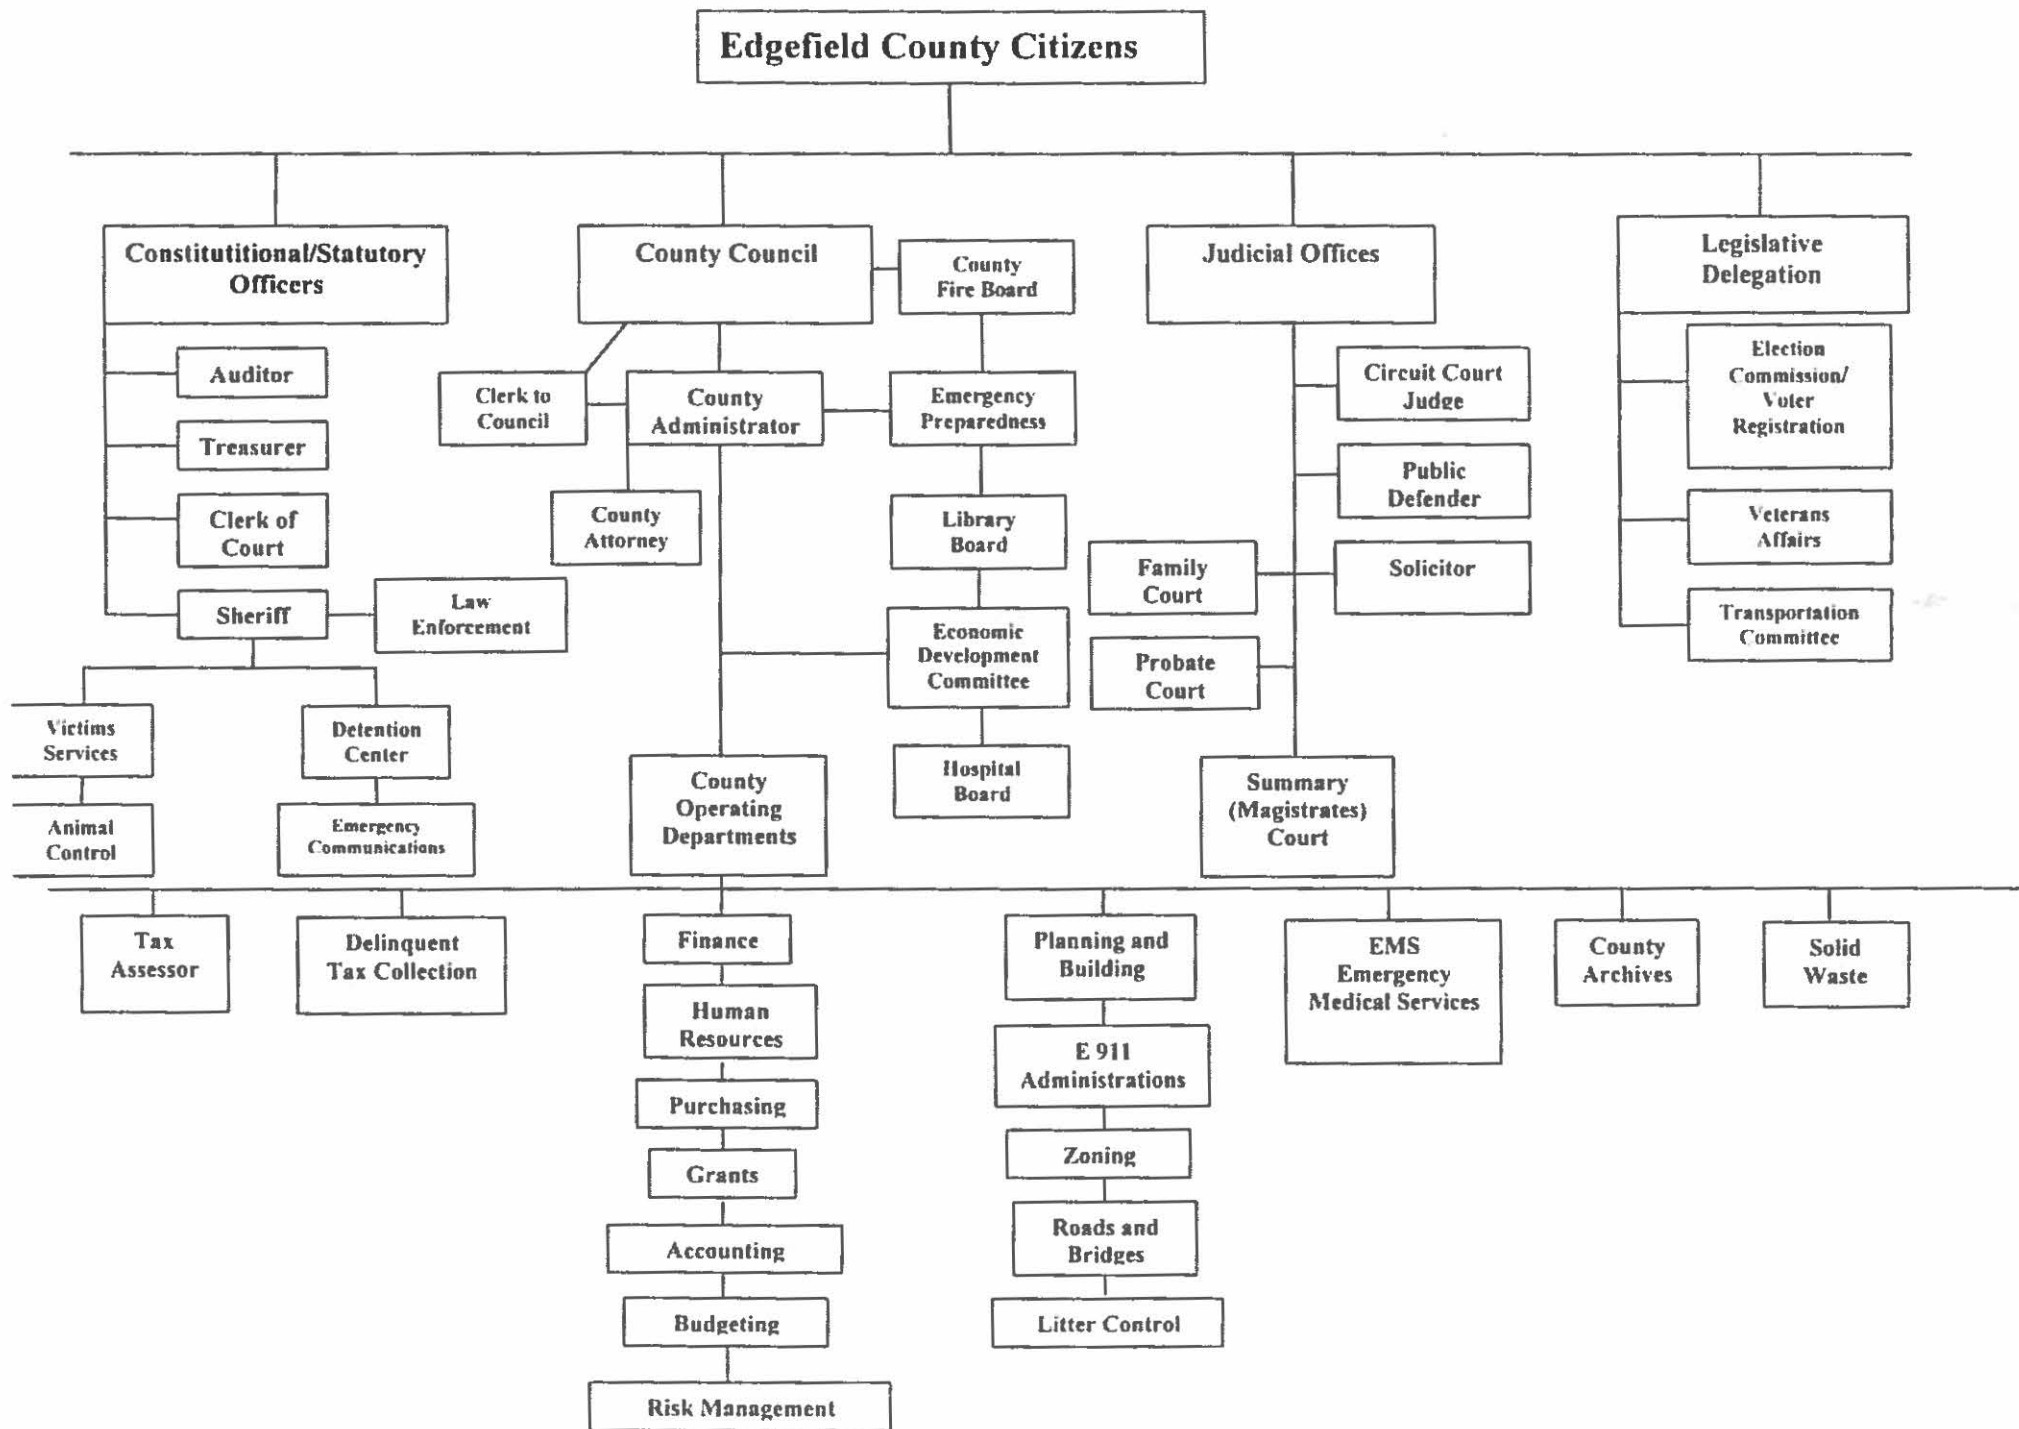 Edgefield County Citizens
Constitutitional/Statutory
Officers
Auditor
Treasurer
Clerk of
Court
Sheriff
Law
Enforcement
Victims
Services
Detention
Center
Animal
Control
Emergency
Communications
County Council
County
Fire Board
Clerk to
Council
County
Administrator
Emergency
Preparedness
County
Attorney
Library
Board
Economic
Development
Committee
Hospital
Board
County
Operating
Departments
Judicial Offices
Circuit Court
Judge
Public
Defender
Family
Court
Solicitor
Probate
Court
Summary
(Magistrates)
Court
Legislative
Delegation
Election
Commission/
Voter
Registration
Veterans
Affairs
Transportation
Committee
Tax
Assessor
Delinquent
Tax Collection
Finance
Human
Resources
Purchasing
Grants
Accounting
Budgeting
Risk Management
Planning and
Building
E 911
Administrations
Zoning
Roads and
Bridges
Litter Control
EMS
Emergency
Medical Services
County
Archives
Solid
Waste